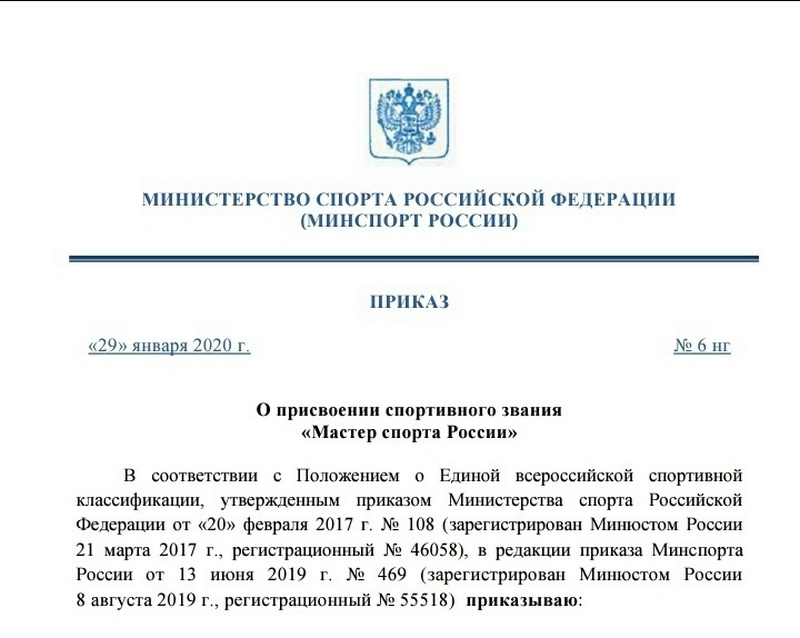 МИНИСТЕРСТВО СПОРТА РОССИЙСКОЙ ФЕДЕРАЦИИ
(МИНСПОРТ РОССИИ)
ПРИКАЗ
«29» января 2020 г. № 6 нг
О присвоении спортивного звания
«Мастер спорта России»
В соответствии с Положением о Единой всероссийской спортивной
классификации, утвержденным приказом Министерства спорта Российской
Федерации от «20» февраля 2017 г. № 108 (зарегистрирован Минюстом России
21 марта 2017 г., регистрационный № 46058), в редакции приказа Минспорта
России от 13 июня 2019 г. № 469 (зарегистрирован Минюстом России
8 августа 2019 г., регистрационный № 55518) приказываю: